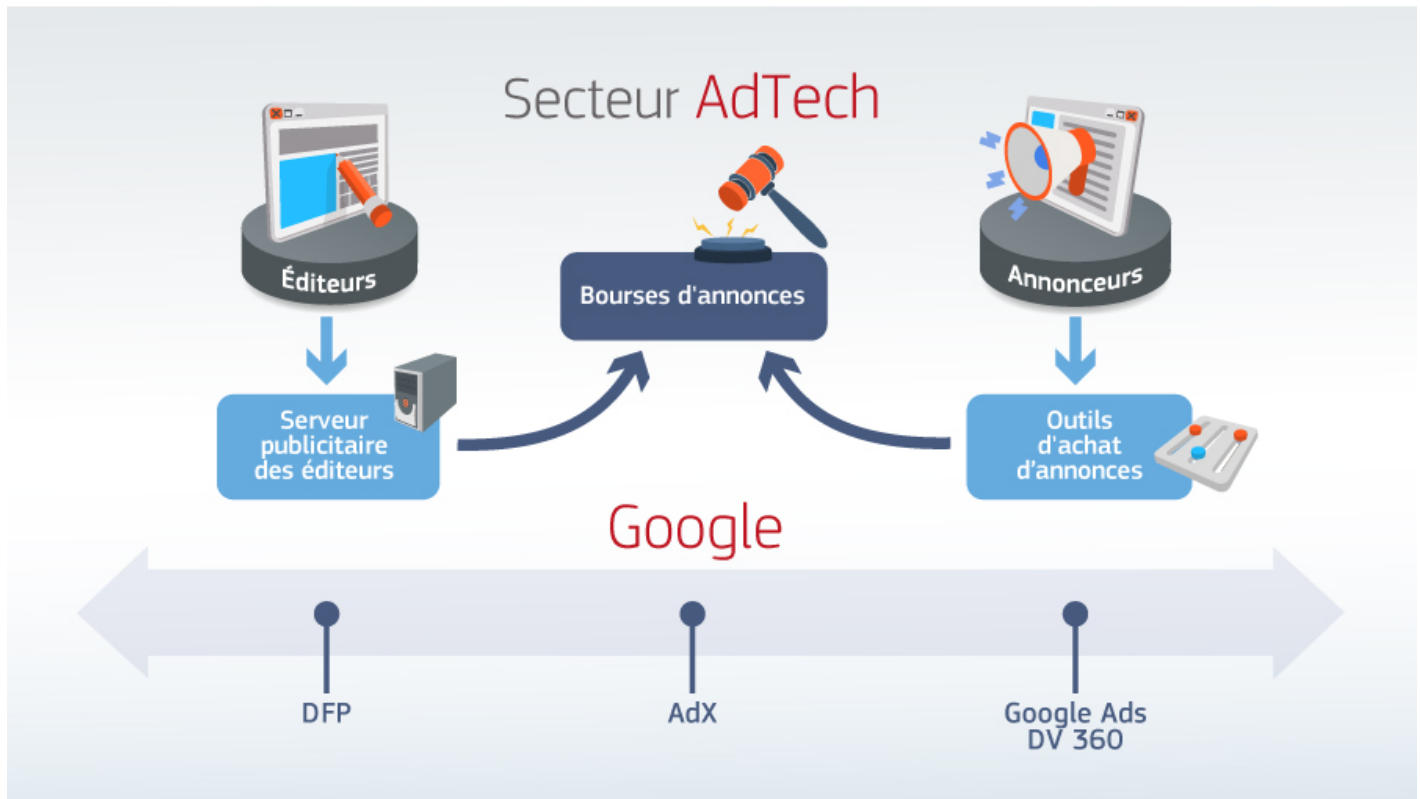 Secteur AdTech
Éditeurs
Bourses d'annonces
Annonceurs
Serveur
publicitaire
des éditeurs
Outils
d'achat
d’annonces
Google
DFP
AdX
Google Ads
DV 360